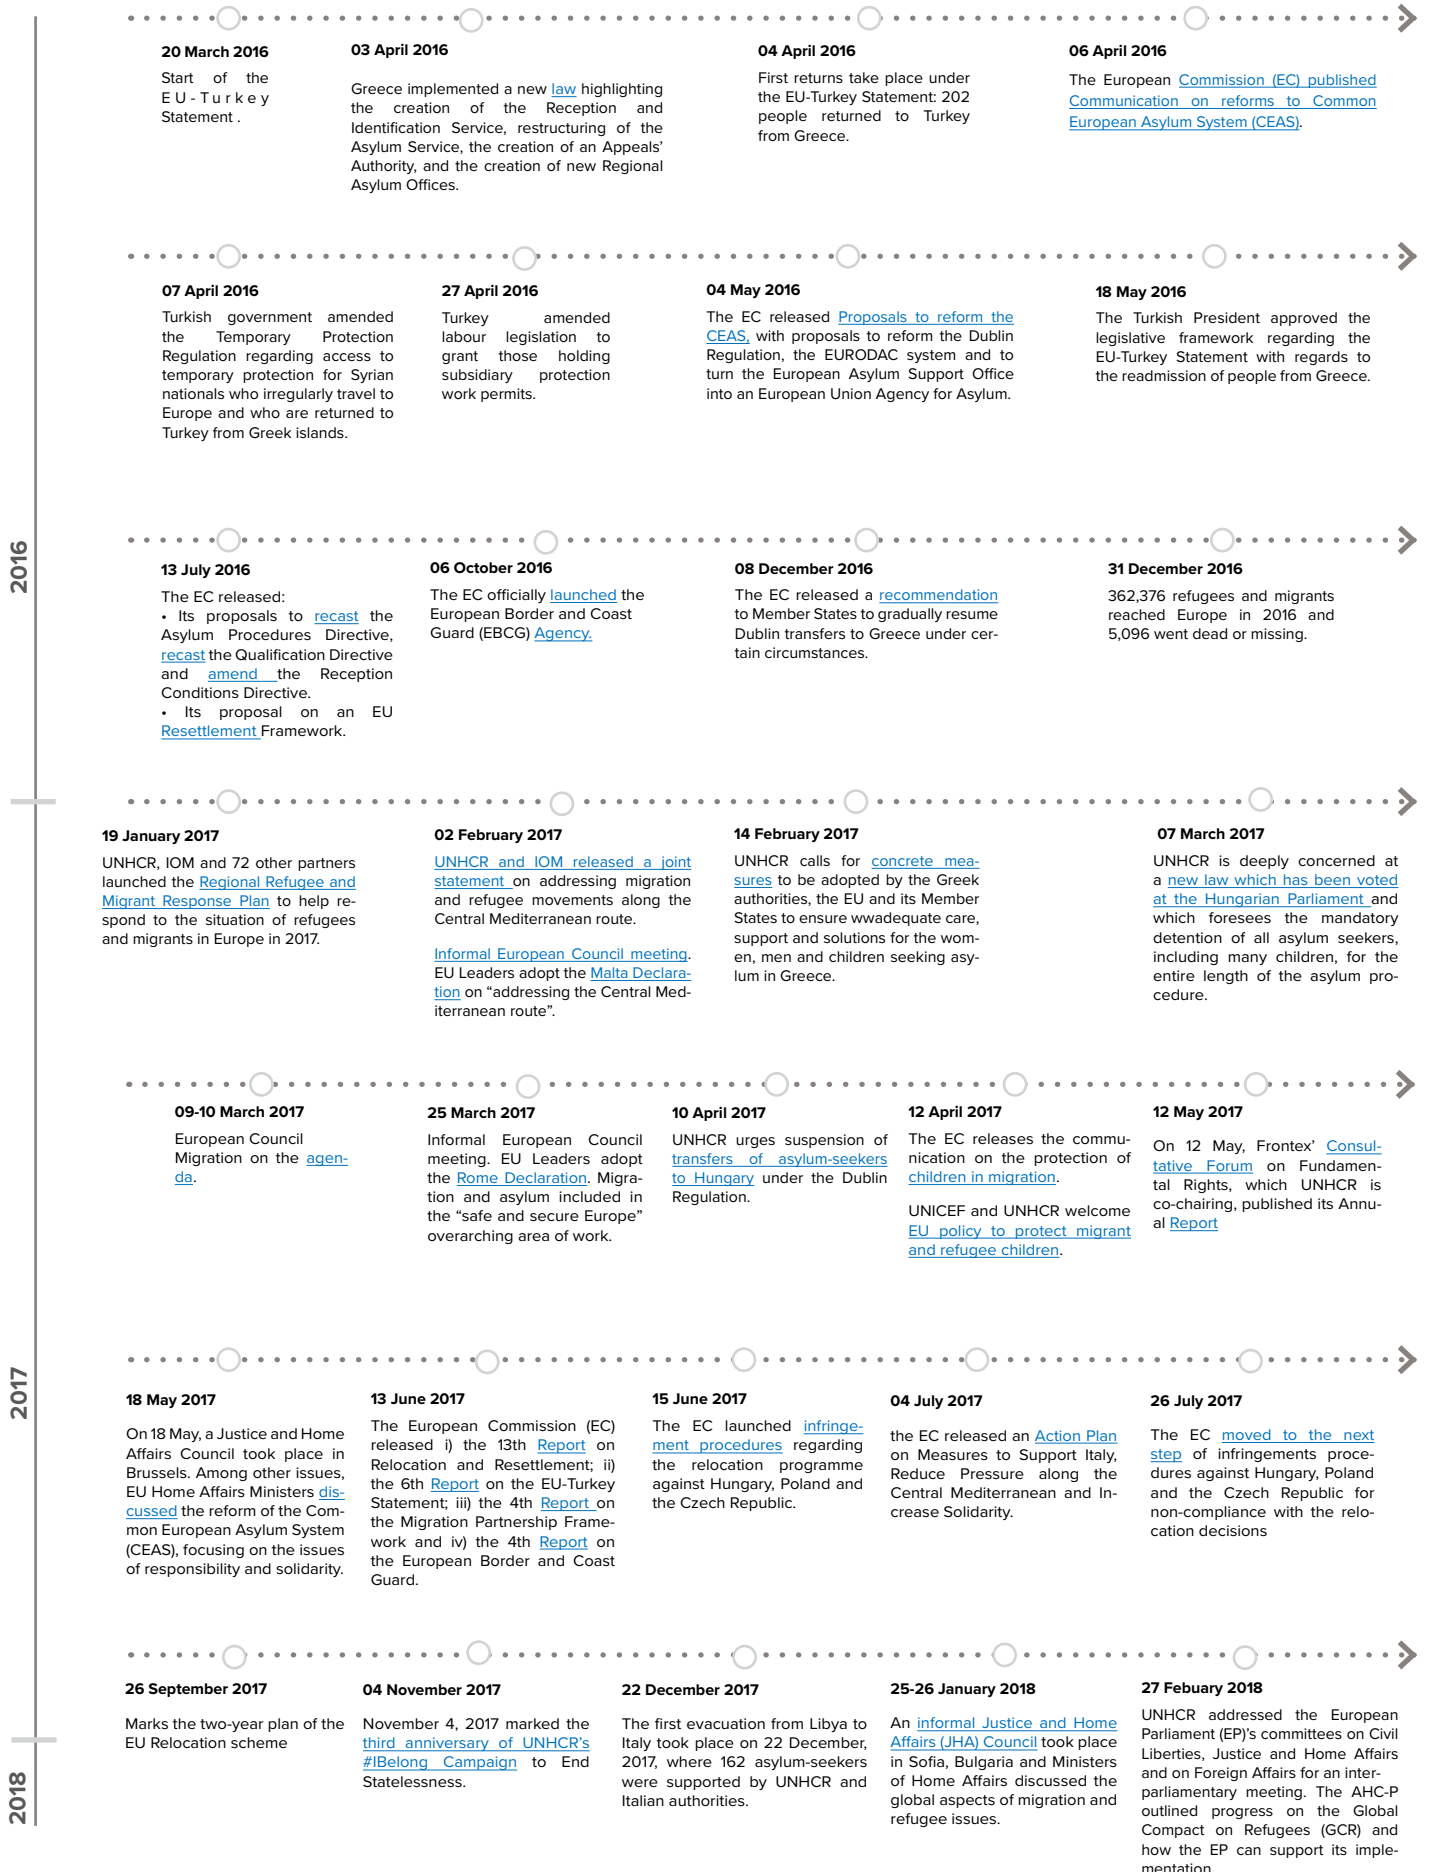 20 March 2016
Start of the
EU-Turkey
Statement .
03 April 2016
Greece implemented a new law highlighting
the creation of the Reception and
Identification Service, restructuring of the
Asylum Service, the creation of an Appeals'
Authority, and the creation of new Regional
Asylum Offices.
04 April 2016
First returns take place under
the EU-Turkey Statement: 202
people returned to Turkey
from Greece.
06 April 2016
The European Commission (EC) published
Communication on reforms to Common
European Asylum System (CEAS).
07 April 2016
Turkish government amended
the Temporary Protection
Regulation regarding access to
temporary protection for Syrian
nationals who irregularly travel to
Europe and who are returned to
Turkey from Greek islands.
27 April 2016
Turkey amended
labour legislation to
grant those holding
subsidiary protection
work permits.
04 May 2016
The EC released Proposals to reform the
CEAS, with proposals to reform the Dublin
Regulation, the EURODAC system and to
turn the European Asylum Support Office
into an European Union Agency for Asylum.
18 May 2016
The Turkish President approved the
legislative framework regarding the
EU-Turkey Statement with regards to
the readmission of people from Greece.
2016
13 July 2016
The EC released:
• Its proposals to recast the
Asylum Procedures Directive,
recast the Qualification Directive
and amend the Reception
Conditions Directive.
• Its proposal on an EU
Resettlement Framework.
06 October 2016
The EC officially launched the
European Border and Coast
Guard (EBCG) Agency.
08 December 2016
The EC released a recommendation
to Member States to gradually resume
Dublin transfers to Greece under cer-
tain circumstances.
31 December 2016
362,376 refugees and migrants
reached Europe in 2016 and
5,096 went dead or missing.
19 January 2017
UNHCR, IOM and 72 other partners
launched the Regional Refugee and
Migrant Response Plan to help re-
spond to the situation of refugees
and migrants in Europe in 2017.
02 February 2017
UNHCR and IOM released a joint
statement on addressing migration
and refugee movements along the
Central Mediterranean route.
Informal European Council meeting.
EU Leaders adopt the Malta Declara-
tion on "addressing the Central Med-
iterranean route".
14 February 2017
UNHCR calls for concrete mea-
sures to be adopted by the Greek
authorities, the EU and its Member
States to ensure wwadequate care,
support and solutions for the wom-
en, men and children seeking asy-
lum in Greece.
07 March 2017
UNHCR is deeply concerned at
a new law which has been voted
at the Hungarian Parliament and
which foresees the mandatory
detention of all asylum seekers,
including many children, for the
entire length of the asylum pro-
cedure.
09-10 March 2017
European Council
Migration on the agen-
da.
25 March 2017
Informal European Council
meeting. EU Leaders adopt
the Rome Declaration. Migra-
tion and asylum included in
the "safe and secure Europe"
overarching area of work.
10 April 2017
UNHCR urges suspension of
transfers of asylum-seekers
to Hungary under the Dublin
Regulation.
12 April 2017
The EC releases the commu-
nication on the protection of
children in migration.
UNICEF and UNHCR welcome
EU policy to protect migrant
and refugee children.
12 May 2017
On 12 May, Frontex' Consul-
tative Forum on Fundamen-
tal Rights, which UNHCR is
co-chairing, published its Annu-
al Report
2017
18 May 2017
On 18 May, a Justice and Home
Affairs Council took place in
Brussels. Among other issues,
EU Home Affairs Ministers dis-
cussed the reform of the Com-
mon European Asylum System
(CEAS), focusing on the issues
of responsibility and solidarity.
13 June 2017
The European Commission (EC)
released i) the 13th Report on
Relocation and Resettlement; ii)
the 6th Report on the EU-Turkey
Statement; iii) the 4th Report on
the Migration Partnership Frame-
work and iv) the 4th Report on
the European Border and Coast
Guard.
15 June 2017
The EC launched infringe-
ment procedures regarding
the relocation programme
against Hungary, Poland and
the Czech Republic.
04 July 2017
the EC released an Action Plan
on Measures to Support Italy,
Reduce Pressure along the
Central Mediterranean and In-
crease Solidarity.
26 July 2017
The EC moved to the next
step of infringements proce-
dures against Hungary, Poland
and the Czech Republic for
non-compliance with the relo-
cation decisions
26 September 2017
Marks the two-year plan of the
EU Relocation scheme
04 November 2017
November 4, 2017 marked the
third anniversary of UNHCR's
#IBelong Campaign to End
Statelessness.
22 December 2017
The first evacuation from Libya to
Italy took place on 22 December,
2017, where 162 asylum-seekers
were supported by UNHCR and
Italian authorities.
25-26 January 2018
An informal Justice and Home
Affairs (JHA) Council took place
in Sofia, Bulgaria and Ministers
of Home Affairs discussed the
global aspects of migration and
refugee issues.
27 Febuary 2018
UNHCR addressed the European
Parliament (EP)'s committees on Civil
Liberties, Justice and Home Affairs
and on Foreign Affairs for an inter-
parliamentary meeting. The AHC-P
outlined progress on the Global
Compact on Refugees (GCR) and
how the EP can support its imple-
mentation
2018